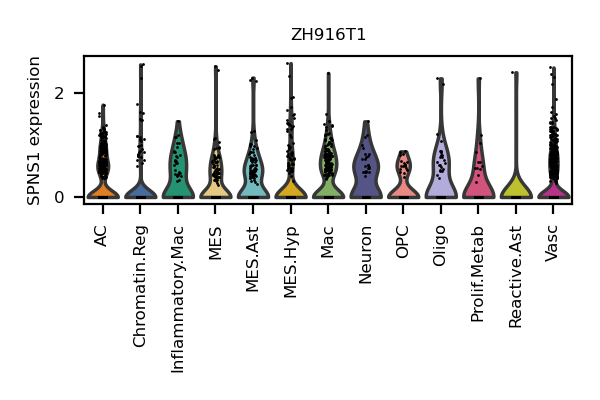 ZH916T1
SPNS1 expression
2
0
AC
Chromatin.Reg
Inflammatory.Mac
MES
MES.Ast
MES.Hyp
Mac
Neuron
OPC
Oligo
Prolif.Metab
Reactive.Ast
Vasc